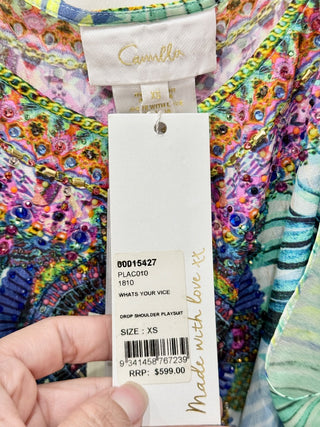 Camilla
XS
00015427
PLAC010
1810
WHATS YOUR VICE
DROP SHOULDER PLAYSUIT
SIZE : XS
9 341458 767239
RRP: $599.00
Made with love xx